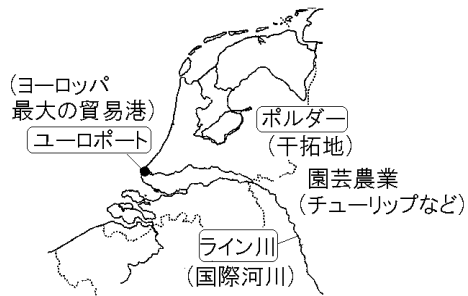 (ヨーロッパ
最大の貿易港)
ユーロポート
ポルダー
(干拓地)
園芸農業
(チューリップなど)
ライン川
(国際河川)